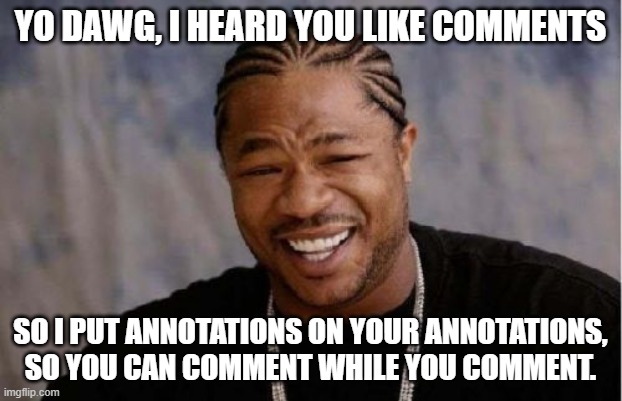 YO DAWG, I HEARD YOU LIKE COMMENTS
SO I PUT ANNOTATIONS ON YOUR ANNOTATIONS,
SO YOU CAN COMMENT WHILE YOU COMMENT.
imgflip.com